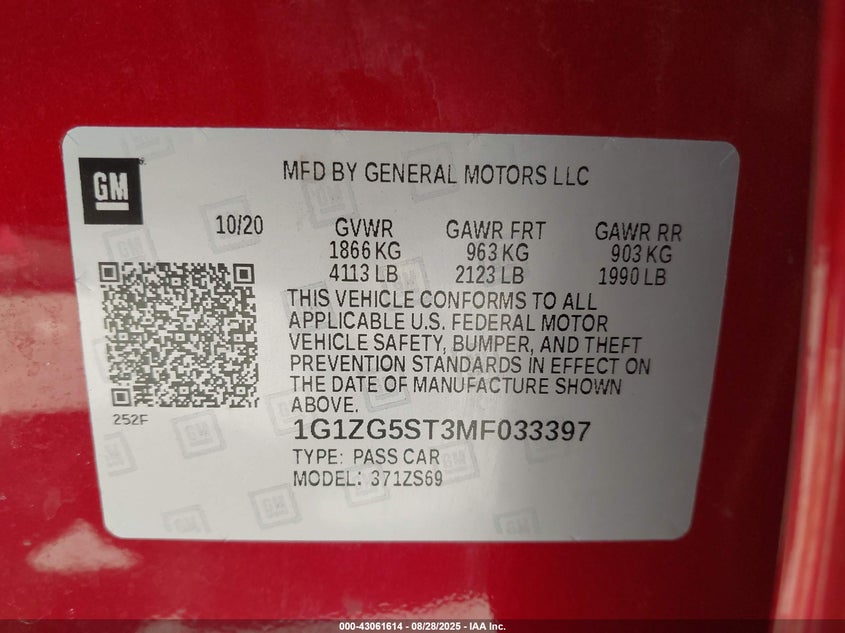 GM
MFD BY GENERAL MOTORS LLC
10/20
GVWR
1866 KG
4113 LB
GAWR FRT
963 KG
2123 LB
GAWR RR
903 KG
1990 LB
THIS VEHICLE CONFORMS TO ALL
APPLICABLE U.S. FEDERAL MOTOR
VEHICLE SAFETY, BUMPER, AND THEFT
PREVENTION STANDARDS IN EFFECT ON
THE DATE OF MANUFACTURE SHOWN
ABOVE.
252F
1G1ZG5ST3MF033397
TYPE: PASS CAR
MODEL: 371ZS69
000-43061614 - 08/28/2025 - IAA Inc.